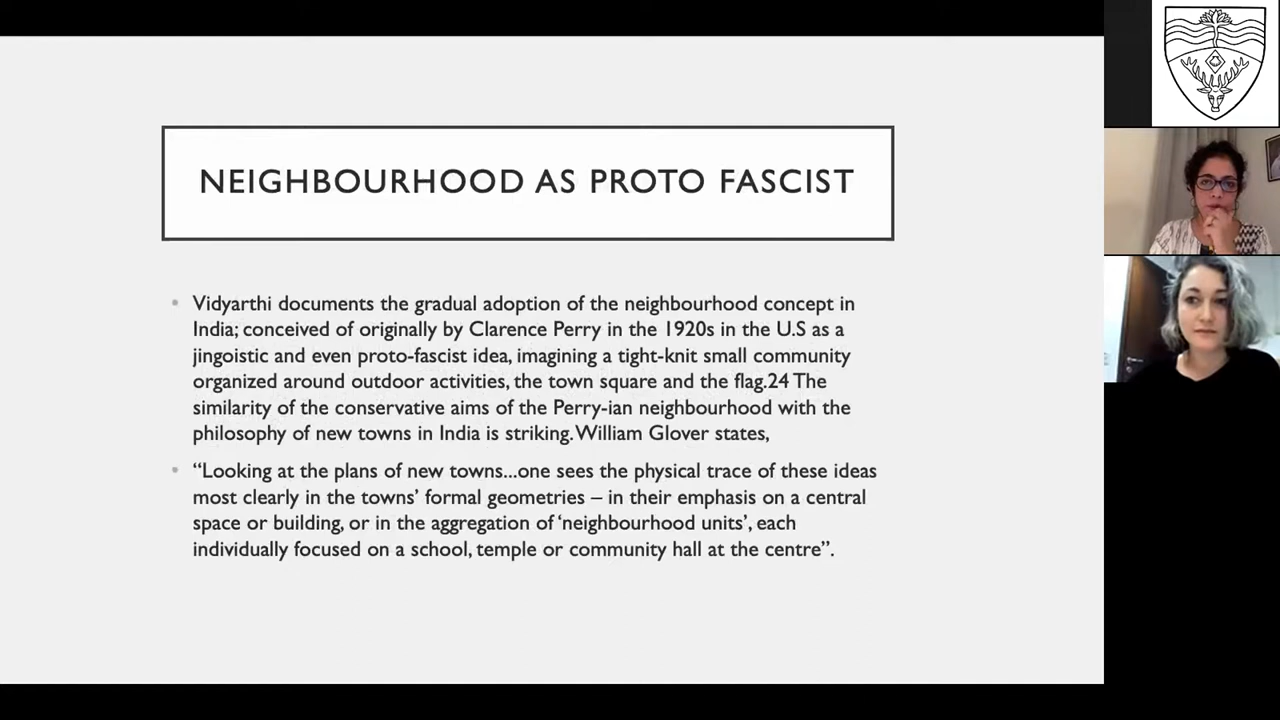 NEIGHBOURHOOD AS PROTO FASCIST
Vidyarthi documents the gradual adoption of the neighbourhood concept in
India; conceived of originally by Clarence Perry in the 1920s in the U.S as a
jingoistic and even proto-fascist idea, imagining a tight-knit small community
organized around outdoor activities, the town square and the flag.24 The
similarity of the conservative aims of the Perry-ian neighbourhood with the
philosophy of new towns in India is striking. William Glover states,
“Looking at the plans of new towns...one sees the physical trace of these ideas
most clearly in the towns’ formal geometries – in their emphasis on a central
space or building, or in the aggregation of ‘neighbourhood units’, each
individually focused on a school, temple or community hall at the centre”.